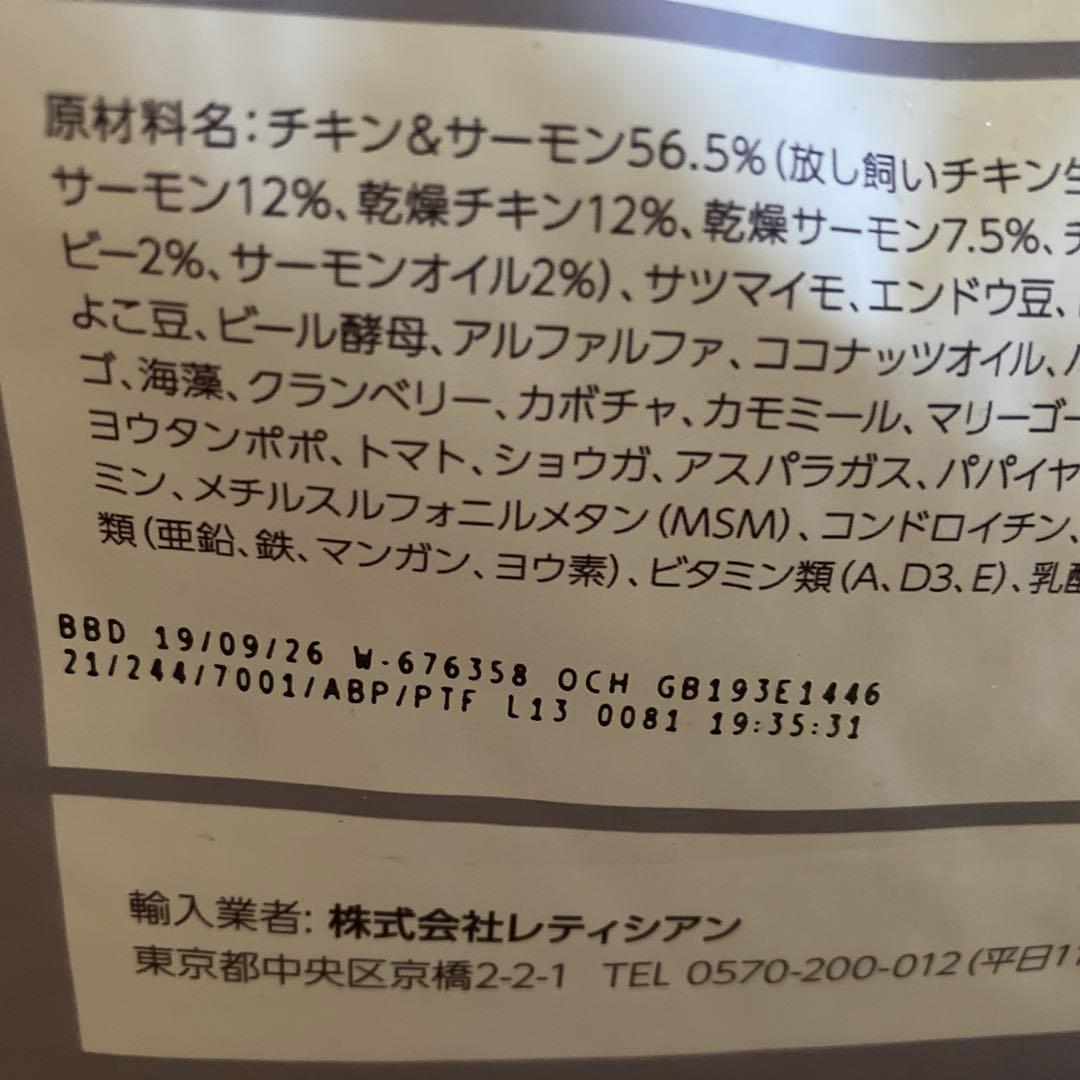 原材料名:チキン&サーモン56.5%(放し飼いチキン生
サーモン12%、乾燥チキン12%、乾燥サーモン7.5%、チ
ビー2%、サーモンオイル2%)、サツマイモ、エンドウ豆、
よこ豆、ビール酵母、アルファルファ、ココナッツオイル、
ゴ、海藻、クランベリー、カボチャ、カモミール、マリーゴー
ヨウタンポポ、トマト、ショウガ、アスパラガス、パパイヤ
ミン、メチルスルフォニルメタン(MSM)、コンドロイチン、
類(亜鉛、鉄、マンガン、ヨウ素)、ビタミン類(A、D3、E)、乳酸
BBD 19/09/26 W-676358 OCH GB193E1446
21/244/7001/ABP/PTF L13 0081 19:35:31
輸入業者: 株式会社レティシアン
東京都中央区京橋2-2-1 TEL 0570-200-012(平日11